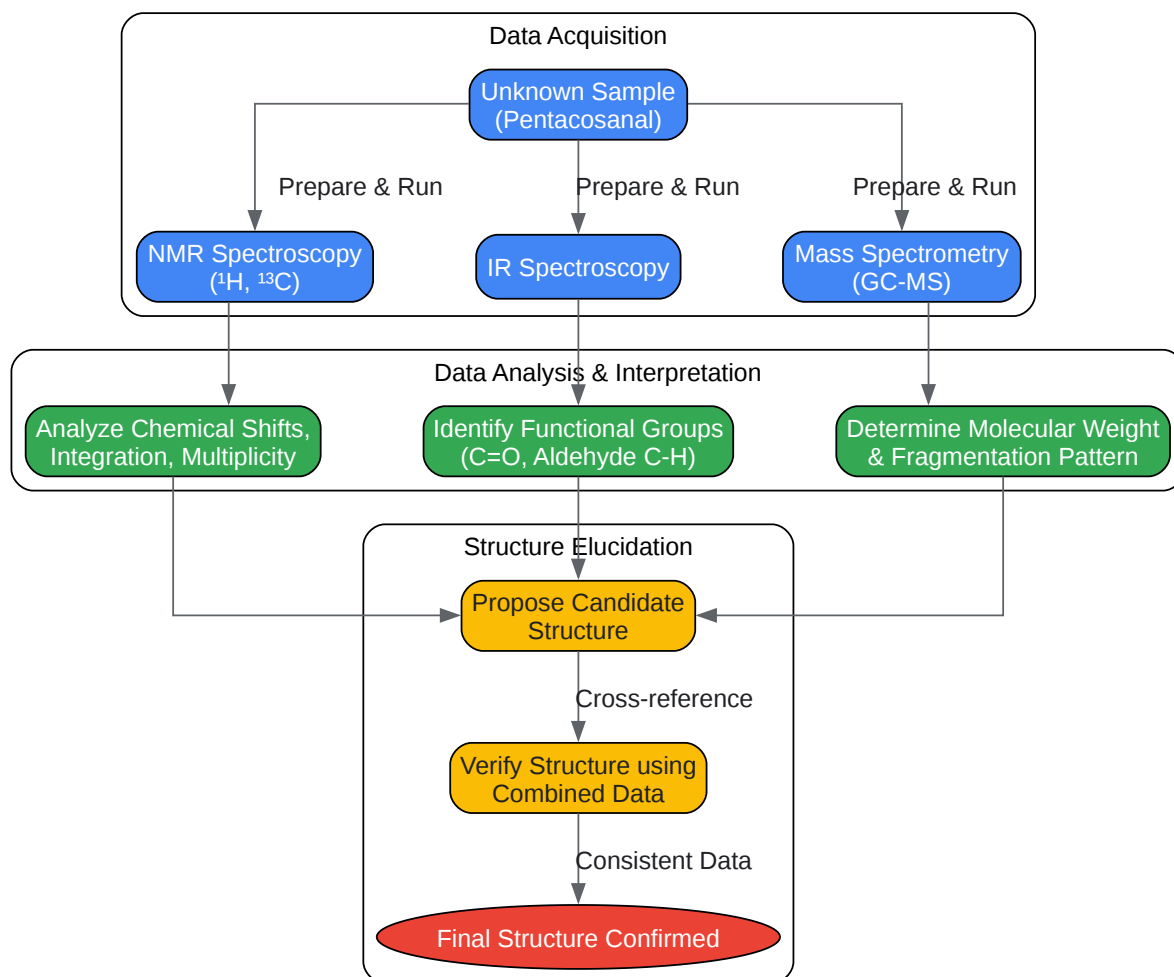 Data Acquisition
Unknown Sample
(Pentacosanal)
Prepare & Run
Prepare & Run
Prepare & Run
NMR Spectroscopy
(¹H, ¹³C)
IR Spectroscopy
Mass Spectrometry
(GC-MS)
Data Analysis & Interpretation
Analyze Chemical Shifts,
Integration, Multiplicity
Identify Functional Groups
(C=O, Aldehyde C-H)
Determine Molecular Weight
& Fragmentation Pattern
Structure Elucidation
Propose Candidate
Structure
Cross-reference
Verify Structure using
Combined Data
Consistent Data
Final Structure Confirmed